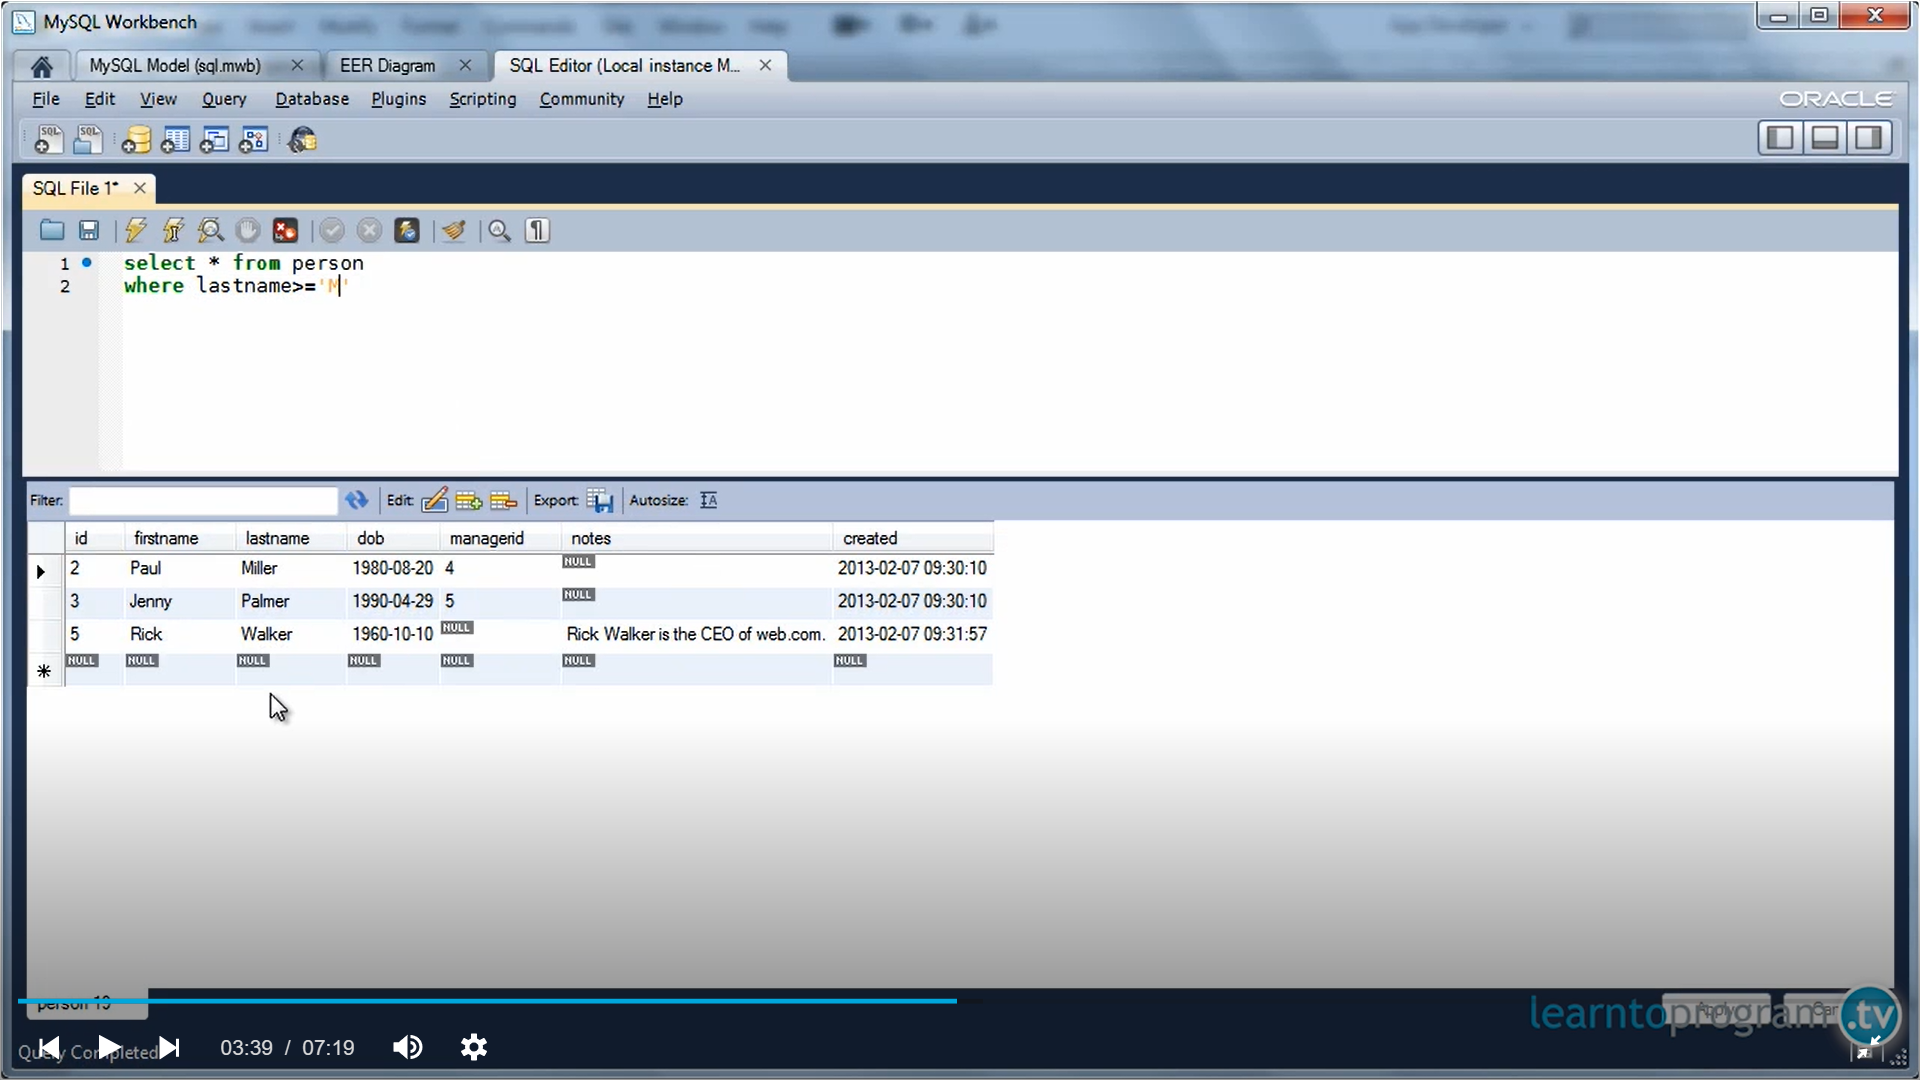 MySQL Workbench
MySQL Model (sql.mwb)
EER Diagram
SQL Editor (Local instance M...
File Edit View Query Database Plugins Scripting Community Help
ORACLE
SQL File 1*
1 select * from person
2 where lastname>='M'
Filter: Edit: Export: Autosize:
id firstname lastname dob managerid notes created
2 Paul Miller 1980-08-20 4 NULL 2013-02-07 09:30:10
3 Jenny Palmer 1990-04-29 5 NULL 2013-02-07 09:30:10
5 Rick Walker 1960-10-10 NULL Rick Walker is the CEO of web.com. 2013-02-07 09:31:57
NULL NULL NULL NULL NULL NULL NULL
person 19
Apply
learntoprogram.tv
Query Completed
03:39 / 07:19